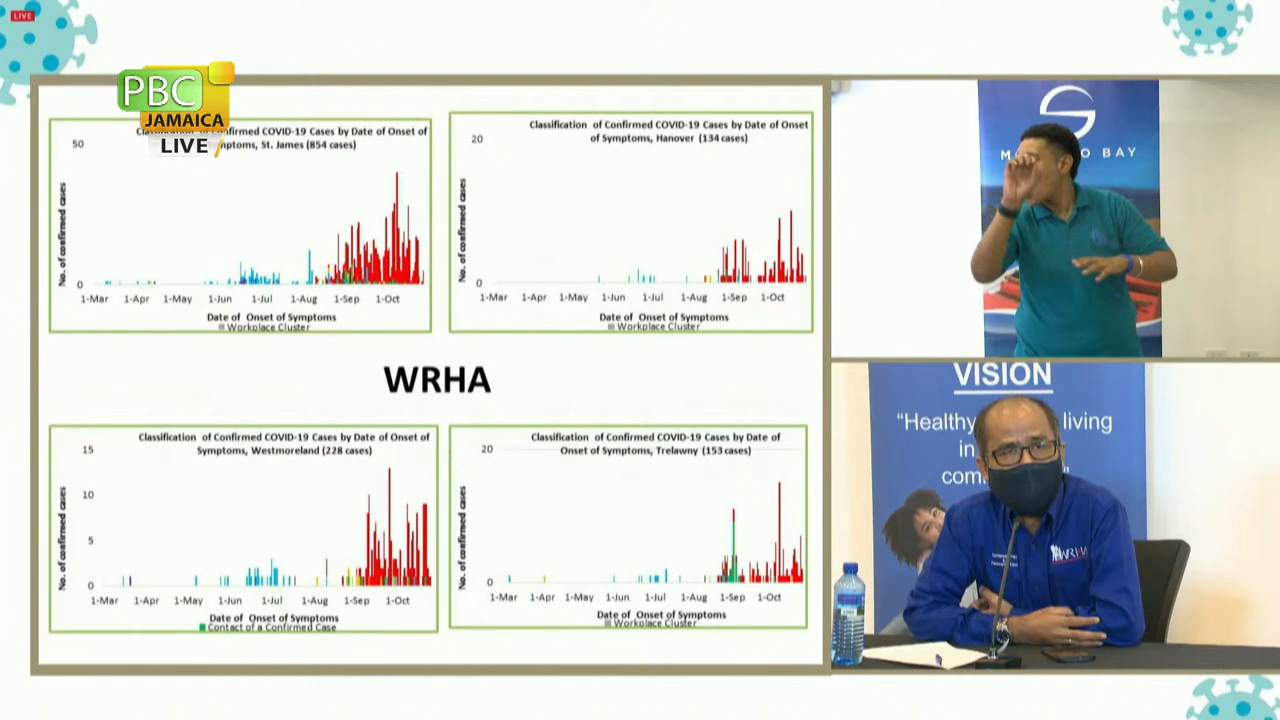 LIVE
PBC
JAMAICA
LIVE
nfirmed COVID-19 Cases by Date of Onset of
mptoms, St. James (854 cases)
50
No. of confirmed cases
0
1-Mar 1-Apr 1-May 1-Jun 1-Jul 1-Aug 1-Sep 1-Oct
Date of Onset of Symptoms
Workplace Cluster
Classification of Confirmed COVID-19 Cases by Date of Onset
of Symptoms, Hanover (134 cases)
20
No. of confirmed cases
0
1-Mar 1-Apr 1-May 1-Jun 1-Jul 1-Aug 1-Sep 1-Oct
Date of Onset of Symptoms
Workplace Cluster
WRHA
Classification of Confirmed COVID-19 Cases by Date of Onset of
Symptoms, Westmoreland (228 cases)
15
10
5
0
No. of confirmed cases
1-Mar 1-Apr 1-May 1-Jun 1-Jul 1-Aug 1-Sep 1-Oct
Date of Onset of Symptoms
Contact of a Confirmed Case
Classification of Confirmed COVID-19 Cases by Date of
Onset of Symptoms, Trelawny (153 cases)
20
No. of confirmed cases
0
1-Mar 1-Apr 1-May 1-Jun 1-Jul 1-Aug 1-Sep 1-Oct
Date of Onset of Symptoms
Workplace Cluster
M O BAY
VISION
"Healthy living
in
com
WRHA